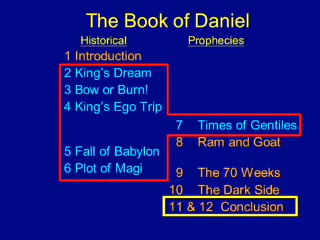 The Book of Daniel
Historical Prophecies
1 Introduction
2 King's Dream
3 Bow or Burn!
4 King's Ego Trip
7 Times of Gentiles
8 Ram and Goat
5 Fall of Babylon
6 Plot of Magi
9 The 70 Weeks
10 The Dark Side
11 & 12 Conclusion